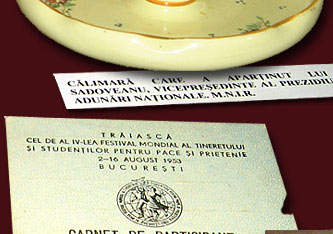 CĂLIMARĂ CARE A APARȚINUT LUI
SADOVEANU, VICEPREȘEDINTE AL PREZIDIU
ADUNĂRI NAȚIONALE. M.N.I.R.
TRĂIASCĂ
CEL DE AL IV-LEA FESTIVAL MONDIAL AL TINERETULUI
ȘI STUDENȚILOR PENTRU PACE ȘI PRIETENIE
2-16 AUGUST 1953
BUCUREȘTI
CARNET DE PARTICIPANT